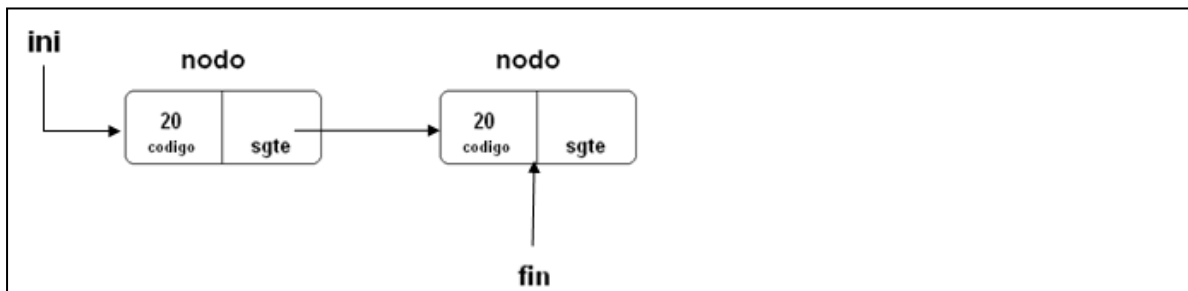 ini
nodo nodo
20 20
codigo sgte codigo sgte
fin